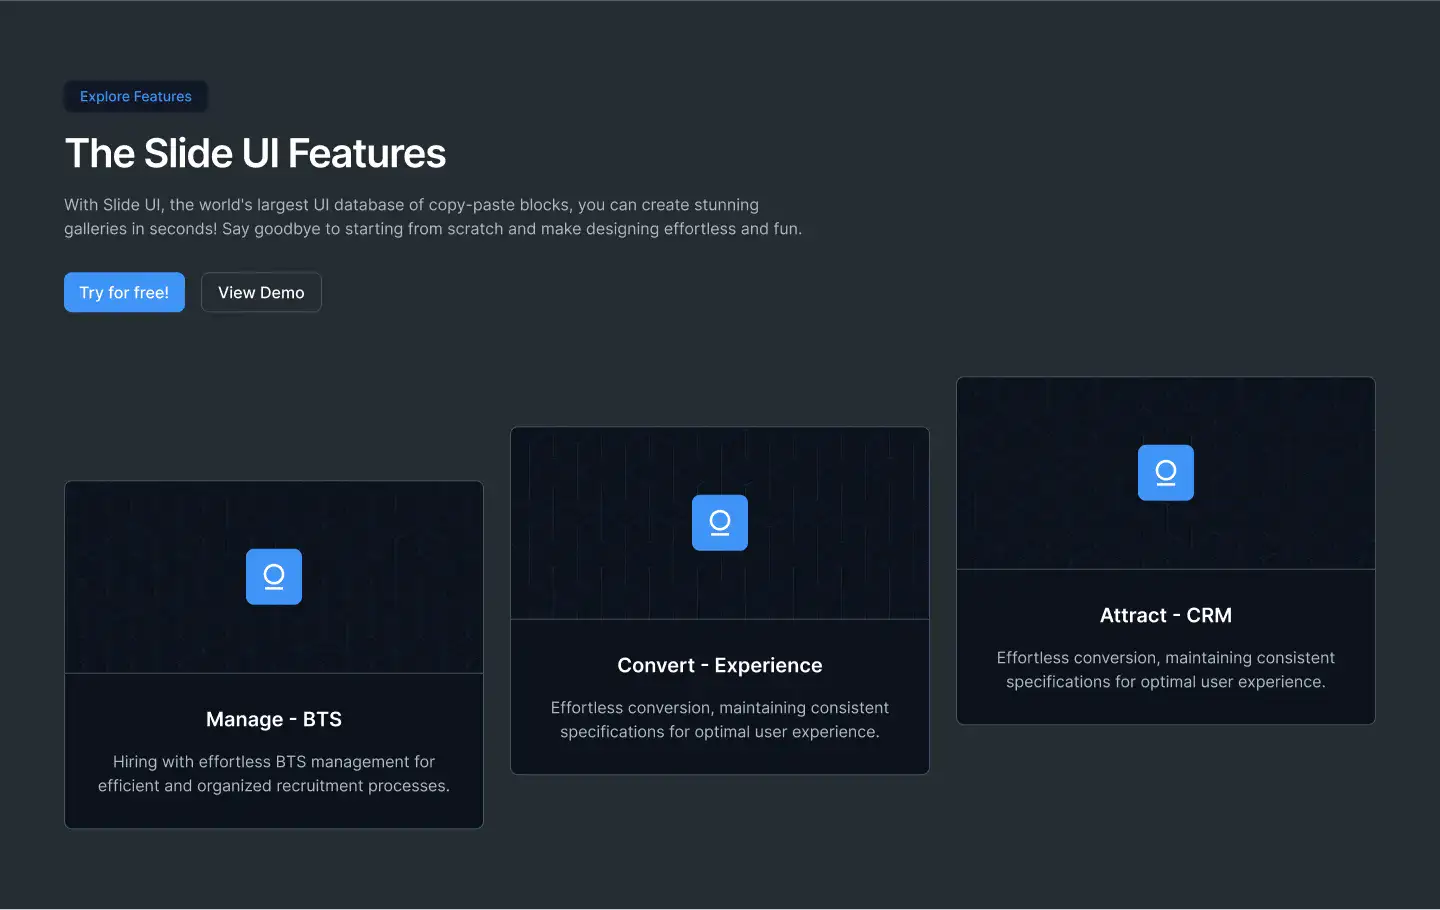 Explore Features
The Slide UI Features
With Slide UI, the world's largest UI database of copy-paste blocks, you can create stunning
galleries in seconds! Say goodbye to starting from scratch and make designing effortless and fun.
Try for free!
View Demo
Manage - BTS
Hiring with effortless BTS management for
efficient and organized recruitment processes.
Convert - Experience
Effortless conversion, maintaining consistent
specifications for optimal user experience.
Attract - CRM
Effortless conversion, maintaining consistent
specifications for optimal user experience.